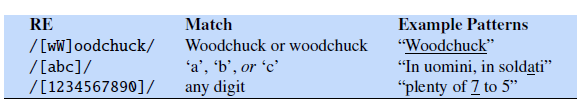 RE Match Example Patterns
/[wW]oodchuck/ Woodchuck or woodchuck “Woodchuck”
/[abc]/ ‘a’, ‘b’, or ‘c’ “In uomini, in soldati”
/[1234567890]/ any digit “plenty of 7 to 5”